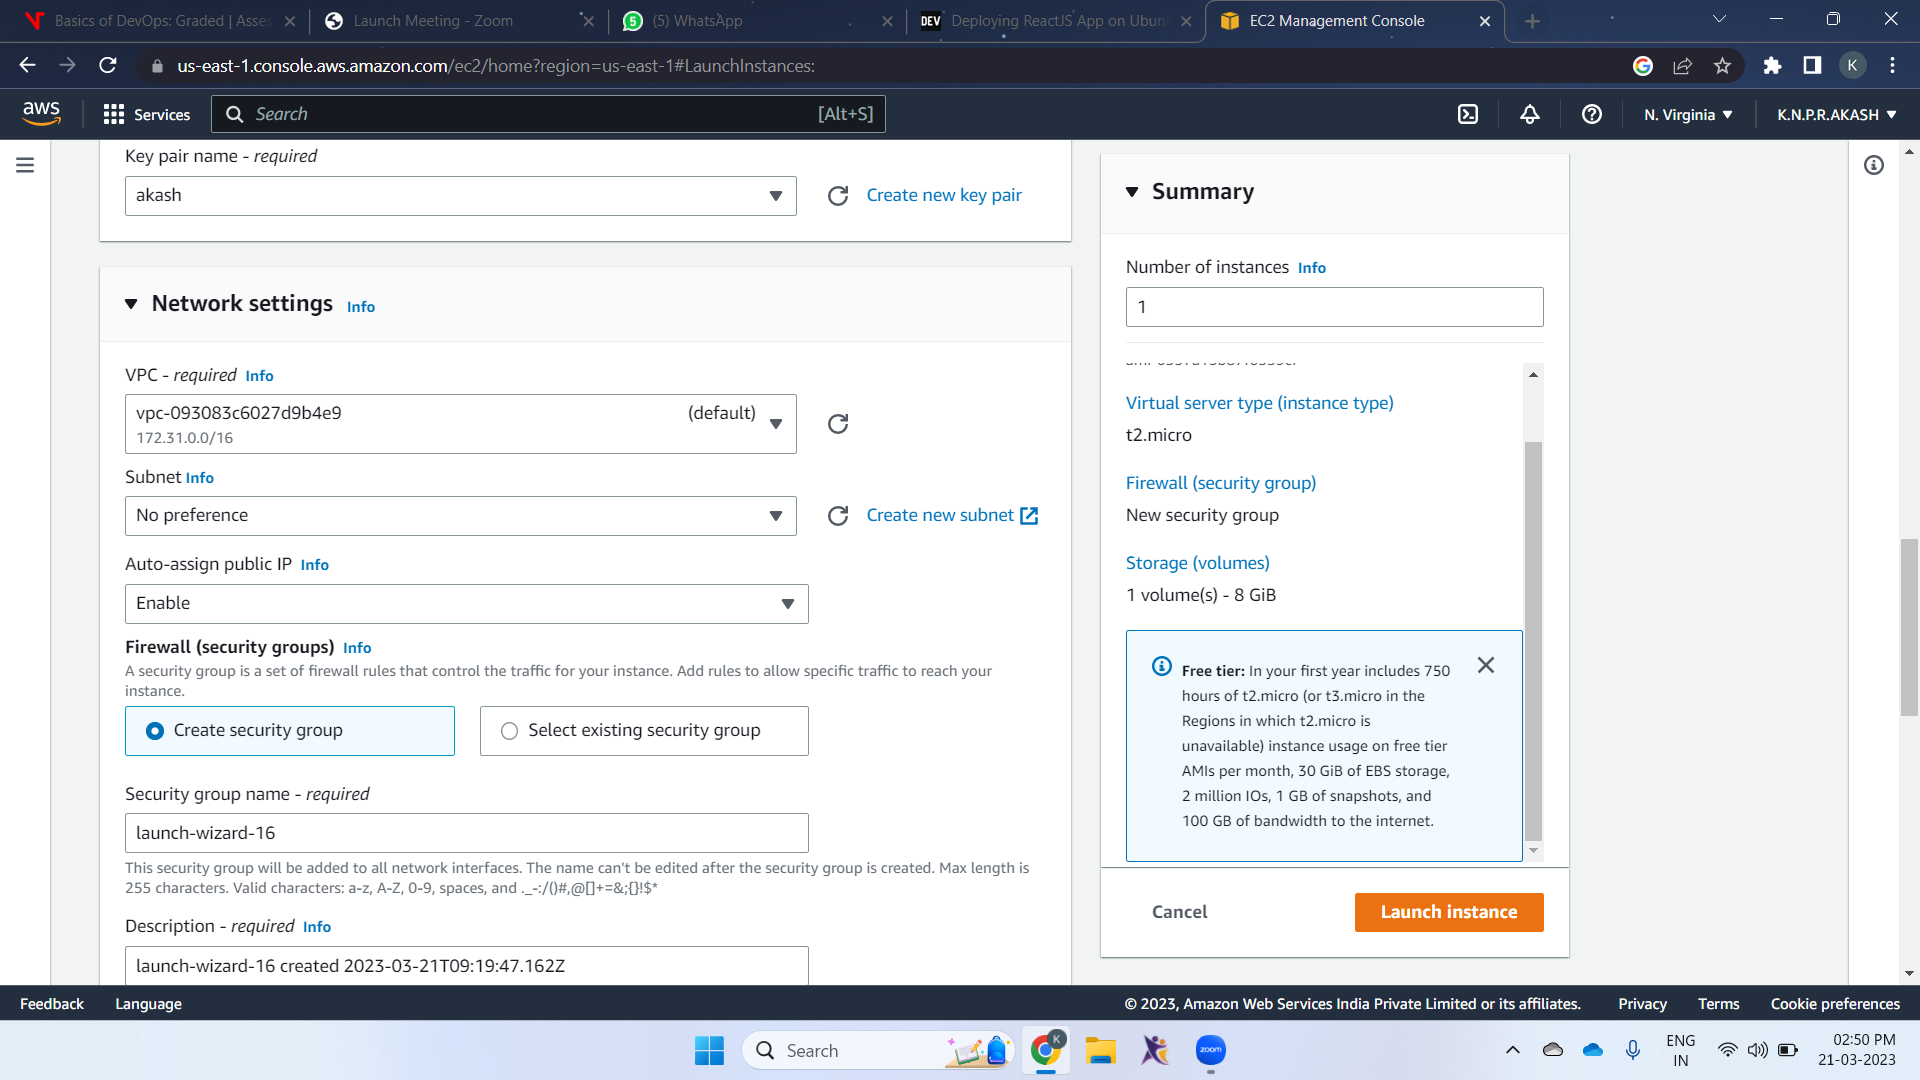 Basics of DevOps: Graded | Asses
Launch Meeting - Zoom
(5) WhatsApp
DEV
Deploying ReactJS App on Ubunt
EC2 Management Console
us-east-1.console.aws.amazon.com/ec2/home?region=us-east-1#LaunchInstances:
K
aws
Services
Search
[Alt+S]
N. Virginia
K.N.P.R.AKASH
Key pair name - required
akash
Create new key pair
Network settings Info
VPC - required Info
vpc-093083c6027d9b4e9 (default)
172.31.0.0/16
Subnet Info
No preference
Create new subnet
Auto-assign public IP Info
Enable
Firewall (security groups) Info
A security group is a set of firewall rules that control the traffic for your instance. Add rules to allow specific traffic to reach your
instance.
Create security group
Select existing security group
Security group name - required
launch-wizard-16
This security group will be added to all network interfaces. The name can't be edited after the security group is created. Max length is
255 characters. Valid characters: a-z, A-Z, 0-9, spaces, and ._-:/()#,@[]+=&;{}!$*
Description - required Info
launch-wizard-16 created 2023-03-21T09:19:47.162Z
Summary
Number of instances Info
1
Virtual server type (instance type)
t2.micro
Firewall (security group)
New security group
Storage (volumes)
1 volume(s) - 8 GiB
Free tier: In your first year includes 750
hours of t2.micro (or t3.micro in the
Regions in which t2.micro is
unavailable) instance usage on free tier
AMIs per month, 30 GiB of EBS storage,
2 million IOs, 1 GB of snapshots, and
100 GB of bandwidth to the internet.
Cancel
Launch instance
Feedback
Language
© 2023, Amazon Web Services India Private Limited or its affiliates.
Privacy
Terms
Cookie preferences
Search
K
zoom
ENG
IN
02:50 PM
21-03-2023